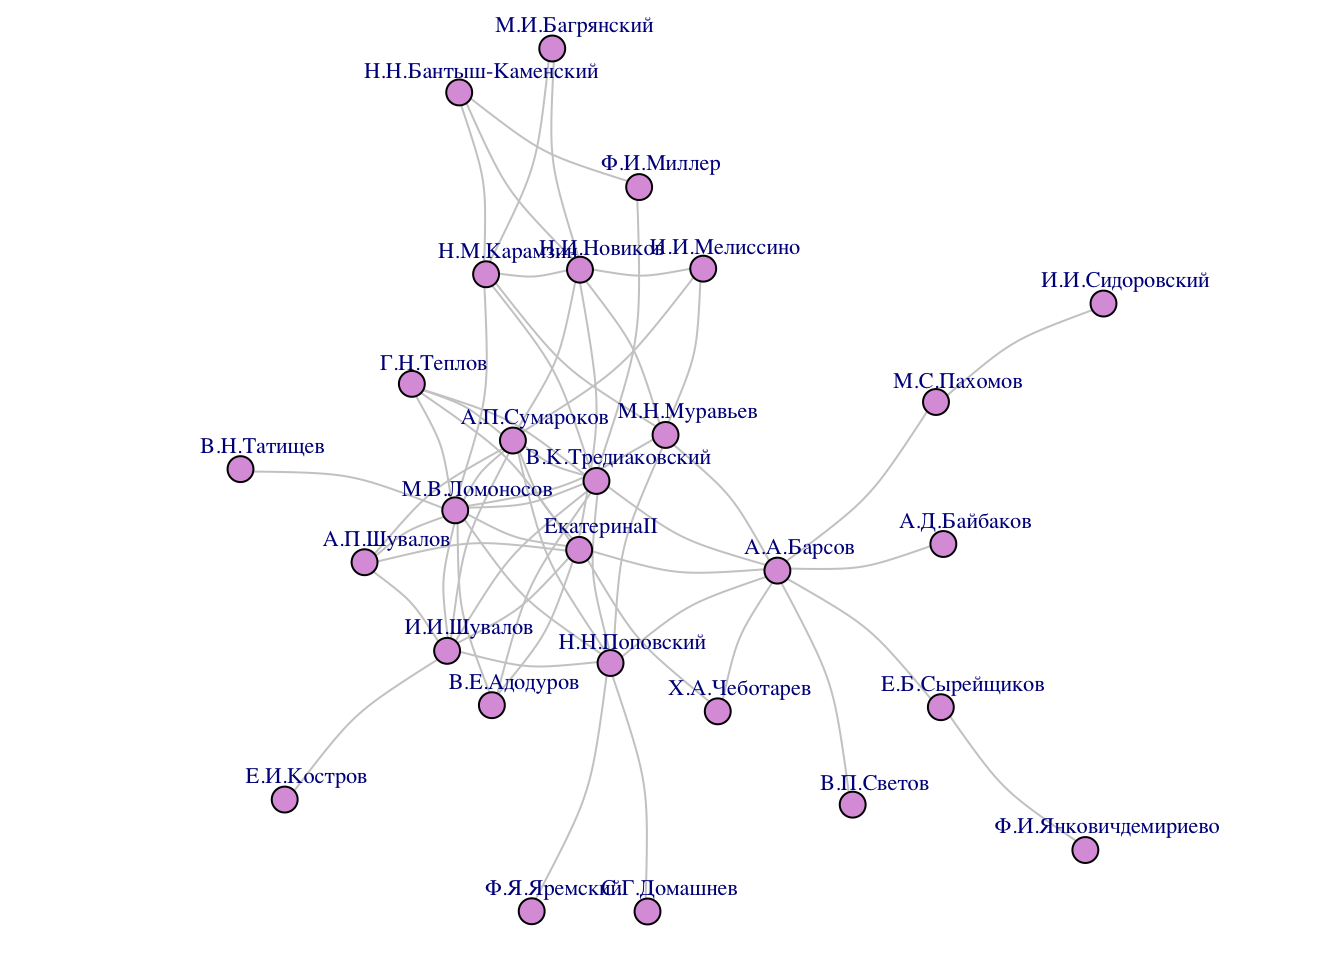 М.И.Багрянский
Н.Н.Бантыш-Каменский
Ф.И.Миллер
Н.М.Карамзин
Н.И.Новиков
И.И.Мелиссино
И.И.Сидоровский
Г.Н.Теплов
М.С.Пахомов
А.П.Сумароков
М.Н.Муравьев
В.Н.Татищев
В.К.Тредиаковский
М.В.Ломоносов
А.Д.Байбаков
ЕкатеринаII
А.П.Шувалов
А.А.Барсов
И.И.Шувалов
Н.Н.Поповский
В.Е.Адодуров
Х.А.Чеботарев
Е.Б.Сырейщиков
Е.И.Костров
В.П.Светов
Ф.И.Янковичдемириево
Ф.Я.Яремский
С.Г.Домашнев